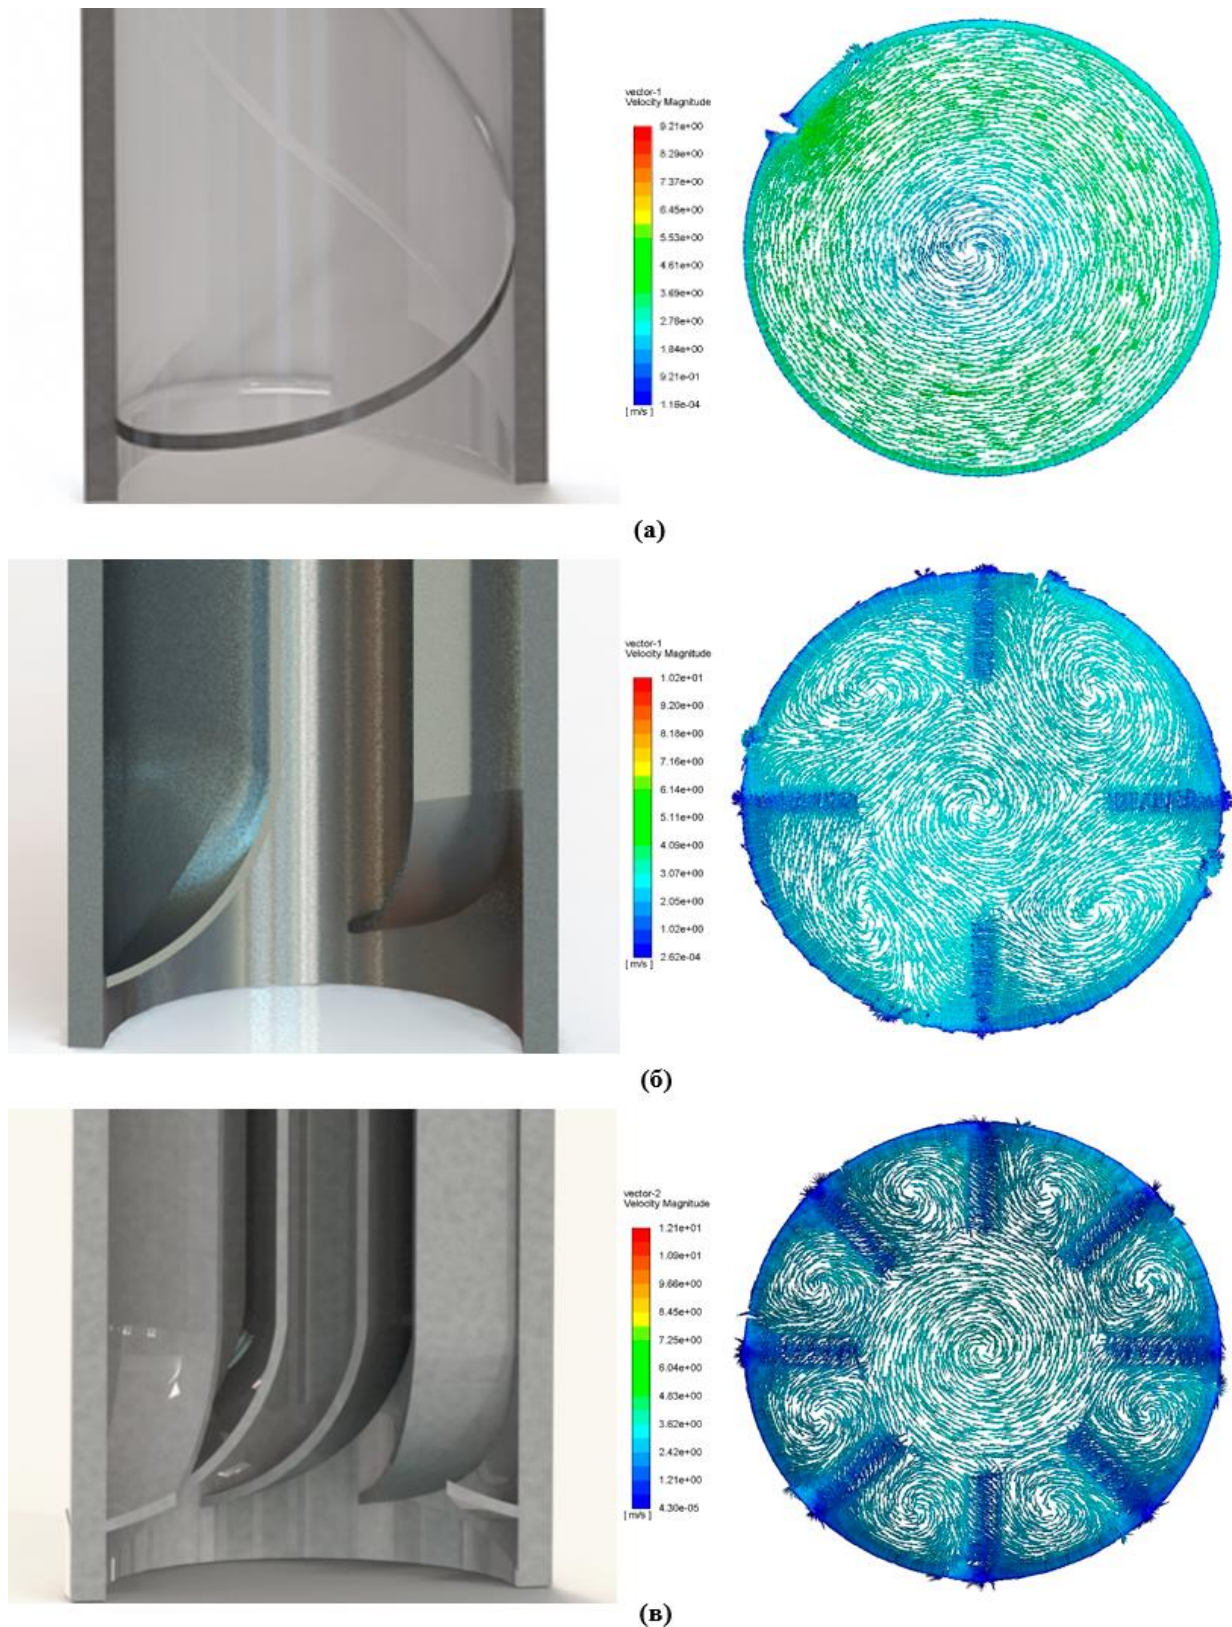 vector-1
Velocity Magnitude
9.21e+00
8.29e+00
7.37e+00
6.45e+00
5.53e+00
4.61e+00
3.69e+00
2.76e+00
1.84e+00
9.21e-01
1.16e-04
[ m/s ]
(а)
vector-1
Velocity Magnitude
1.02e+01
9.20e+00
8.18e+00
7.16e+00
6.14e+00
5.11e+00
4.09e+00
3.07e+00
2.05e+00
1.02e+00
2.62e-04
[ m/s ]
(б)
vector-2
Velocity Magnitude
1.21e+01
1.09e+01
9.66e+00
8.45e+00
7.25e+00
6.04e+00
4.83e+00
3.62e+00
2.42e+00
1.21e+00
4.30e-05
[ m/s ]
(в)